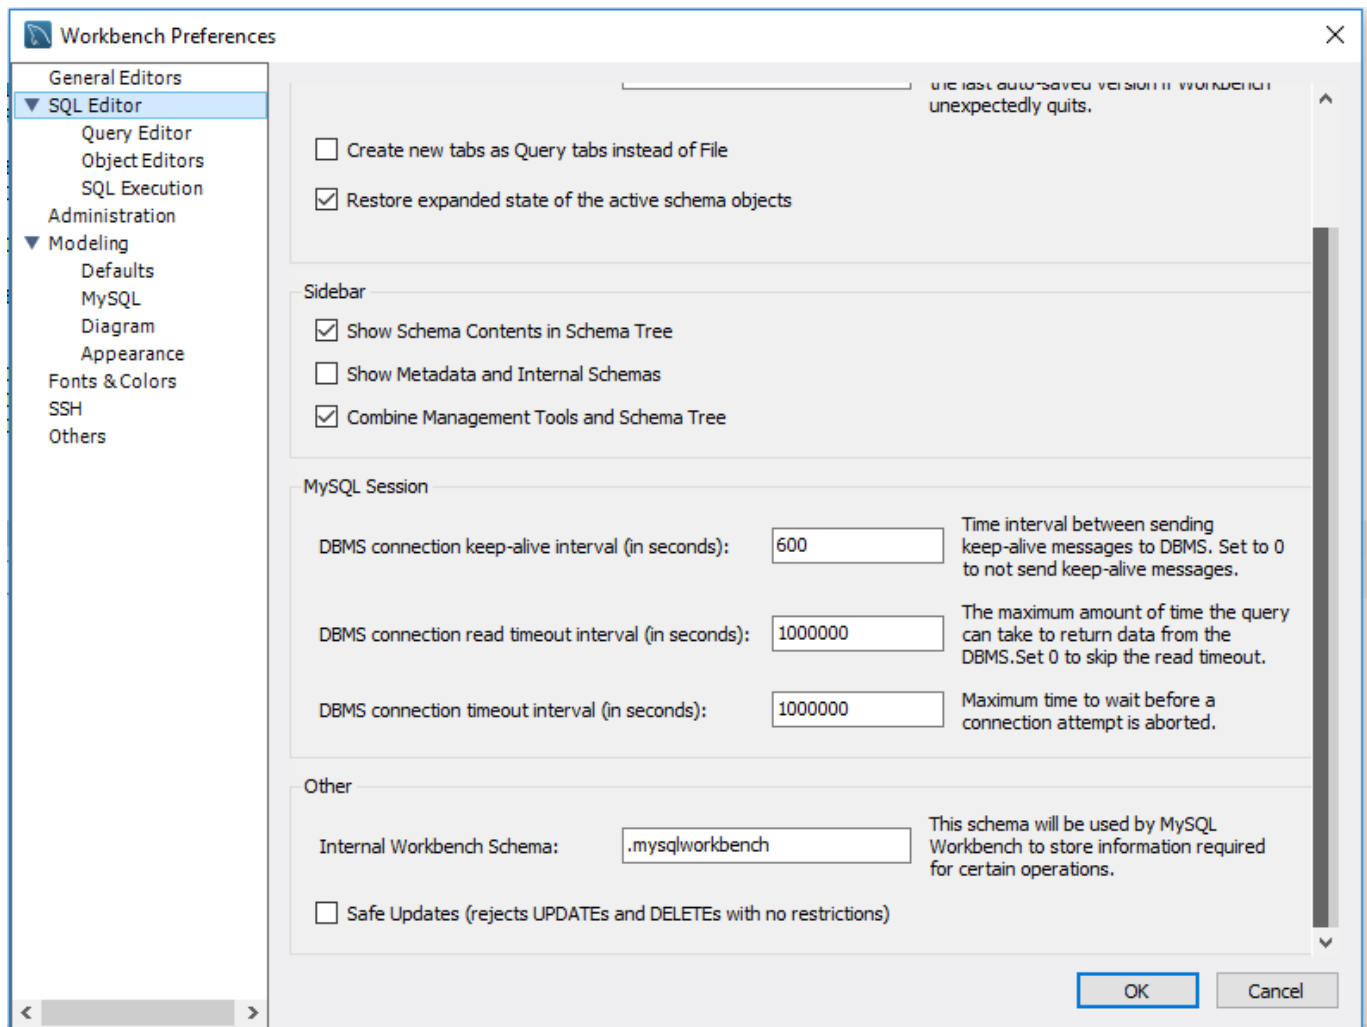 Workbench Preferences
General Editors
SQL Editor
Query Editor
Object Editors
SQL Execution
Administration
Modeling
Defaults
MySQL
Diagram
Appearance
Fonts & Colors
SSH
Others
the last auto-saved version if Workbench
unexpectedly quits.
Create new tabs as Query tabs instead of File
Restore expanded state of the active schema objects
Sidebar
Show Schema Contents in Schema Tree
Show Metadata and Internal Schemas
Combine Management Tools and Schema Tree
MySQL Session
DBMS connection keep-alive interval (in seconds):
600
Time interval between sending
keep-alive messages to DBMS. Set to 0
to not send keep-alive messages.
DBMS connection read timeout interval (in seconds):
1000000
The maximum amount of time the query
can take to return data from the
DBMS.Set 0 to skip the read timeout.
DBMS connection timeout interval (in seconds):
1000000
Maximum time to wait before a
connection attempt is aborted.
Other
Internal Workbench Schema:
.mysqlworkbench
This schema will be used by MySQL
Workbench to store information required
for certain operations.
Safe Updates (rejects UPDATEs and DELETEs with no restrictions)
OK
Cancel